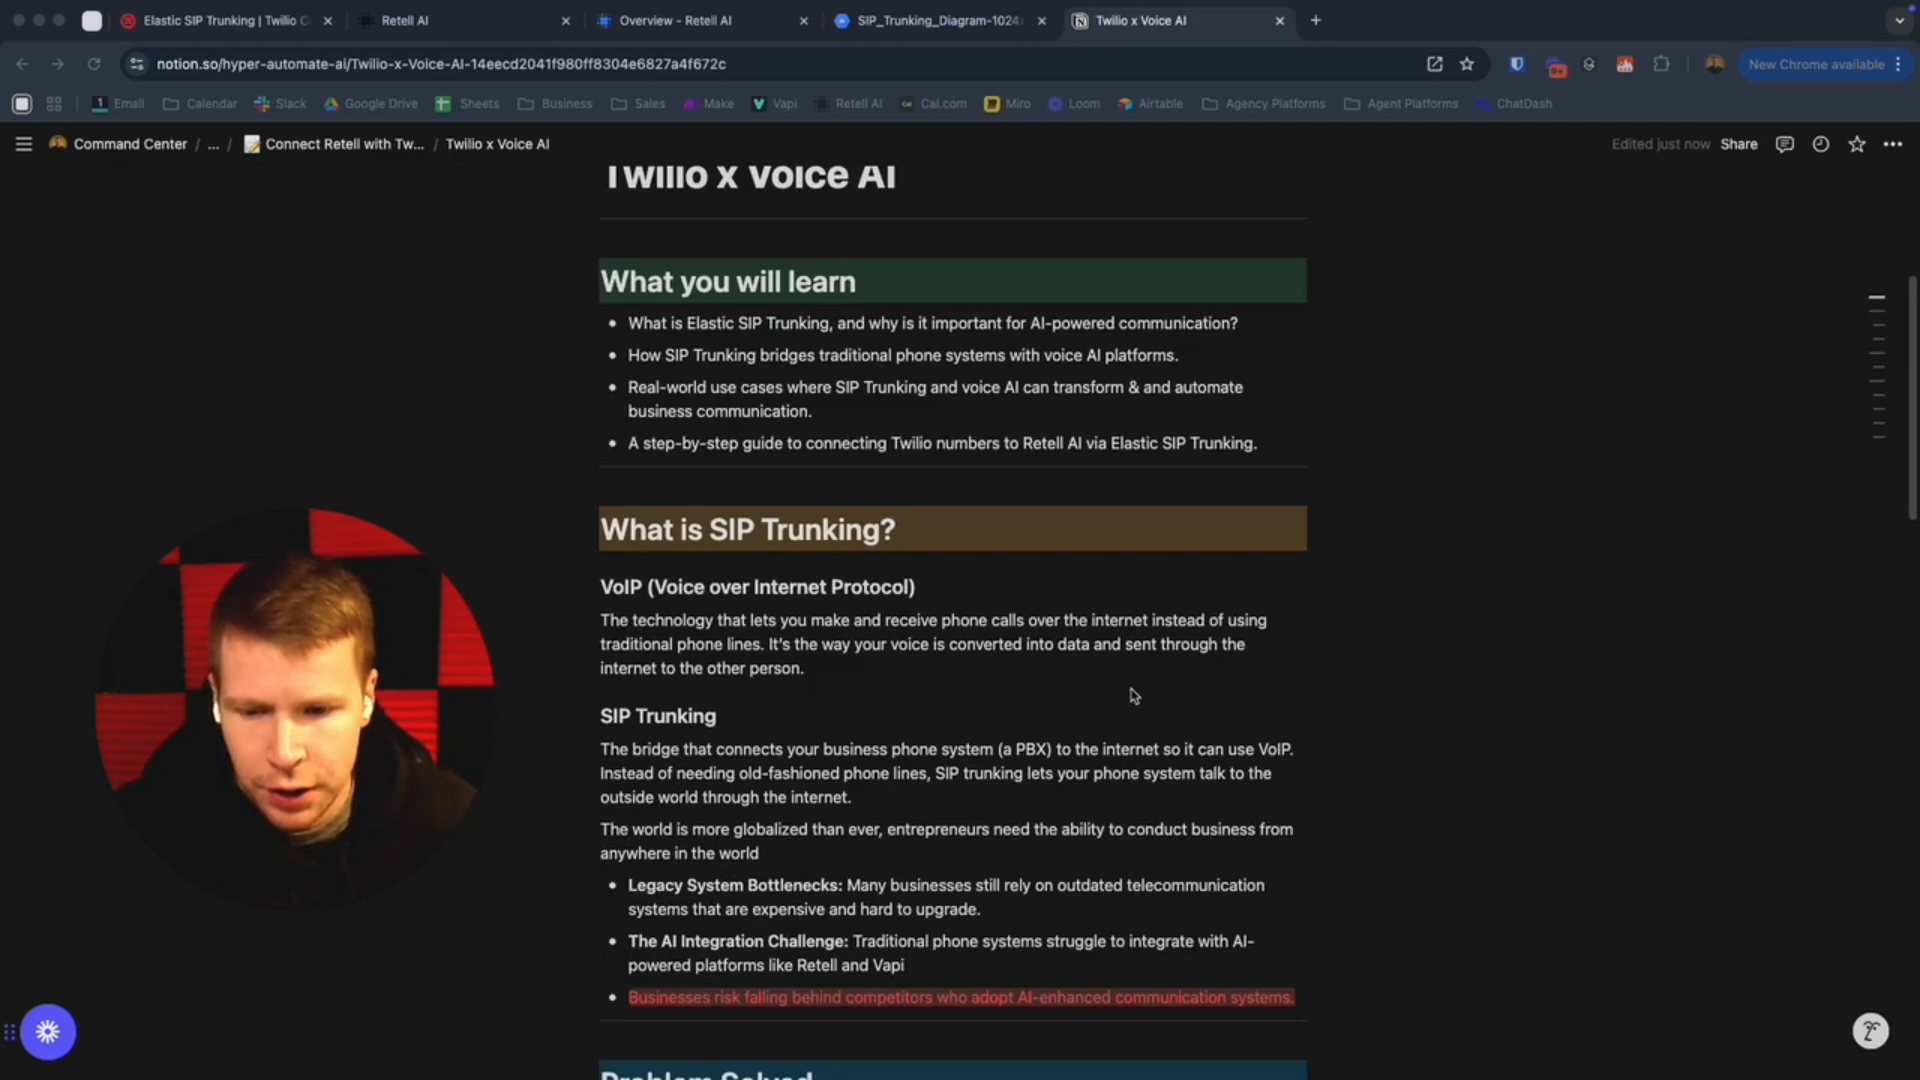 Elastic SIP Trunking | Twilio C
Retell AI
Overview - Retell AI
SIP_Trunking_Diagram-1024
Twilio x Voice AI
notion.so/hyper-automate-ai/Twilio-x-Voice-AI-14eecd2041f980ff8304e6827a4f672c
New Chrome available
Email
Calendar
Slack
Google Drive
Sheets
Business
Sales
Make
Vapi
Retell AI
Cal.com
Miro
Loom
Airtable
Agency Platforms
Agent Platforms
ChatDash
Command Center / ... / Connect Retell with Tw... / Twilio x Voice AI
Edited just now
Share
Twilio x Voice AI
What you will learn
• What is Elastic SIP Trunking, and why is it important for AI-powered communication?
• How SIP Trunking bridges traditional phone systems with voice AI platforms.
• Real-world use cases where SIP Trunking and voice AI can transform & and automate
business communication.
• A step-by-step guide to connecting Twilio numbers to Retell AI via Elastic SIP Trunking.
What is SIP Trunking?
VoIP (Voice over Internet Protocol)
The technology that lets you make and receive phone calls over the internet instead of using
traditional phone lines. It's the way your voice is converted into data and sent through the
internet to the other person.
SIP Trunking
The bridge that connects your business phone system (a PBX) to the internet so it can use VoIP.
Instead of needing old-fashioned phone lines, SIP trunking lets your phone system talk to the
outside world through the internet.
The world is more globalized than ever, entrepreneurs need the ability to conduct business from
anywhere in the world
• Legacy System Bottlenecks: Many businesses still rely on outdated telecommunication
systems that are expensive and hard to upgrade.
• The AI Integration Challenge: Traditional phone systems struggle to integrate with AI-
powered platforms like Retell and Vapi
• Businesses risk falling behind competitors who adopt AI-enhanced communication systems.
Problem Solved